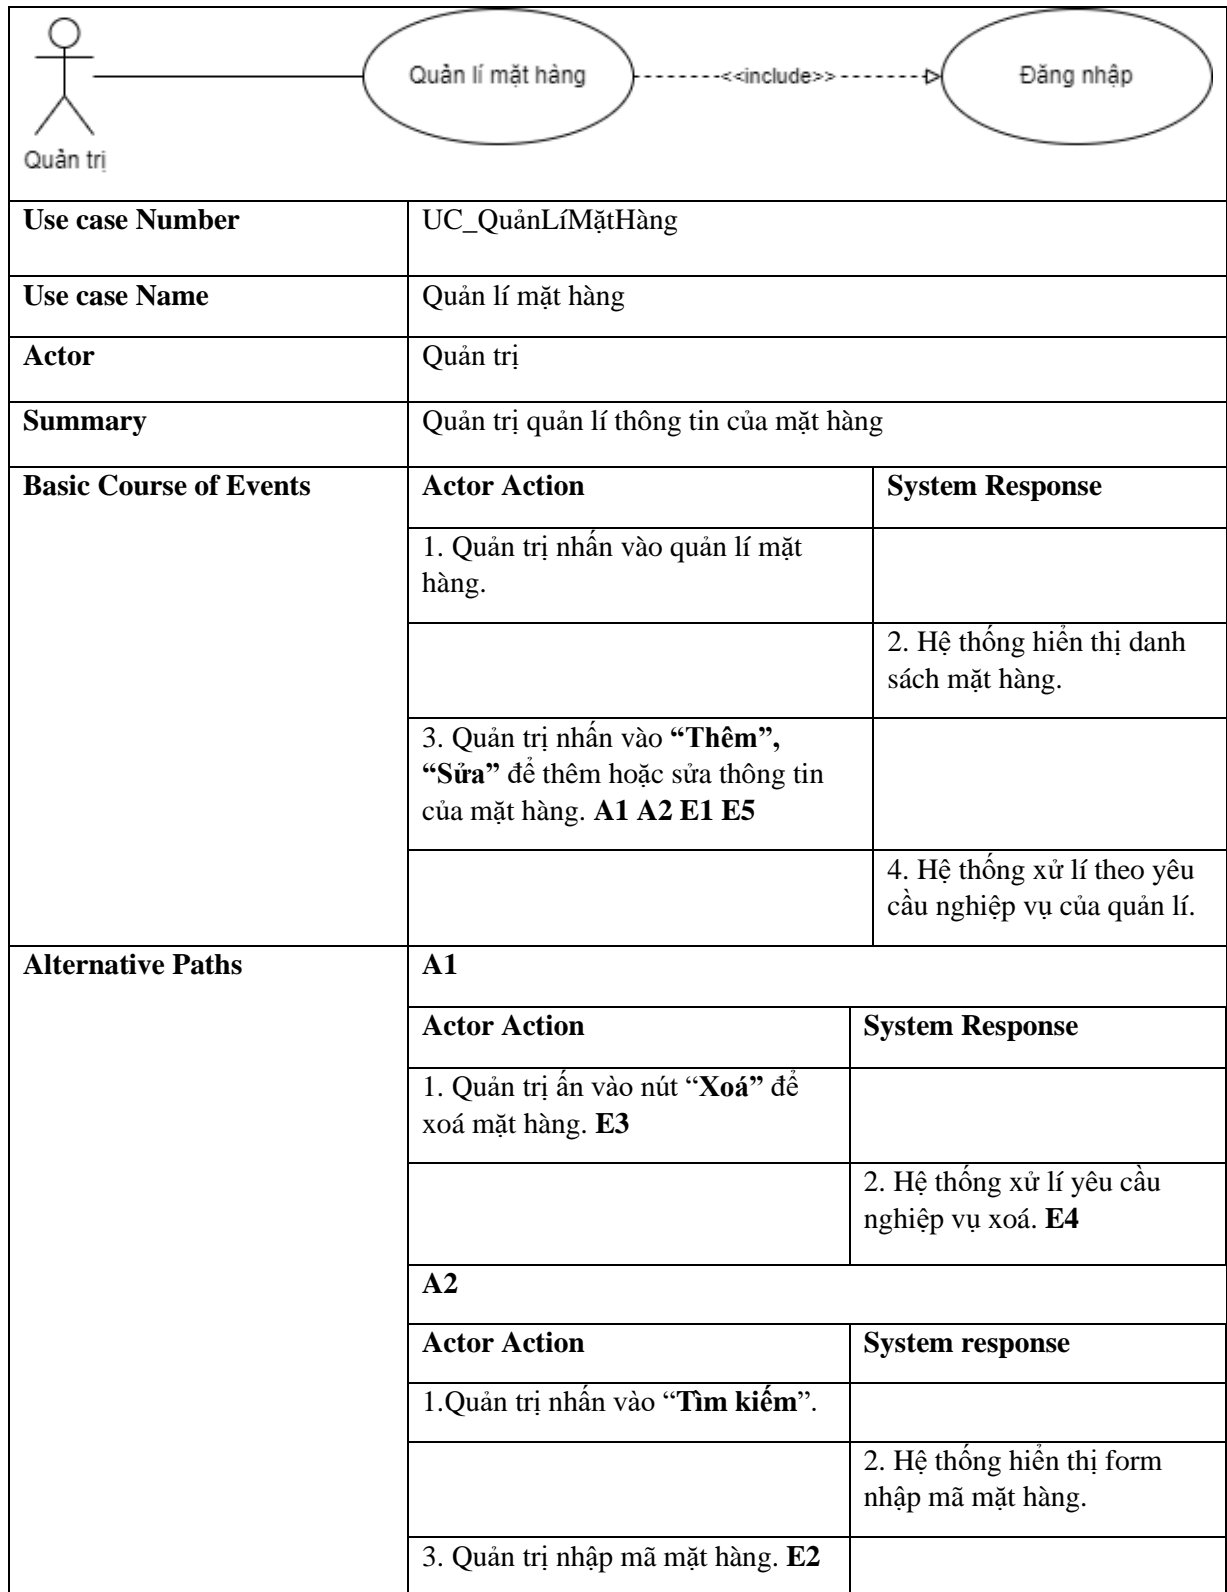 Quản lí mặt hàng
<<include>>
Đăng nhập
Quản trị
Use case Number
UC_QuảnLíMặtHàng
Use case Name
Quản lí mặt hàng
Actor
Quản trị
Summary
Quản trị quản lí thông tin của mặt hàng
Basic Course of Events
Actor Action
System Response
1. Quản trị nhấn vào quản lí mặt
hàng.
2. Hệ thống hiển thị danh
sách mặt hàng.
3. Quản trị nhấn vào “Thêm”,
“Sửa” để thêm hoặc sửa thông tin
của mặt hàng. A1 A2 E1 E5
4. Hệ thống xử lí theo yêu
cầu nghiệp vụ của quản lí.
Alternative Paths
A1
Actor Action
System Response
1. Quản trị ấn vào nút “Xoá” để
xoá mặt hàng. E3
2. Hệ thống xử lí yêu cầu
nghiệp vụ xoá. E4
A2
Actor Action
System response
1.Quản trị nhấn vào “Tìm kiếm”.
2. Hệ thống hiển thị form
nhập mã mặt hàng.
3. Quản trị nhập mã mặt hàng. E2